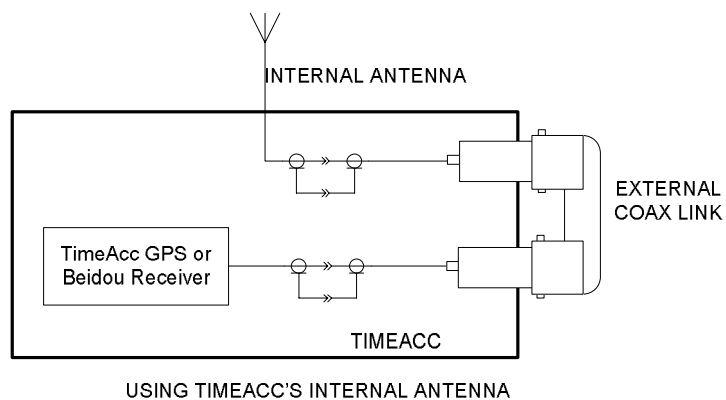 INTERNAL ANTENNA
EXTERNAL
COAX LINK
TimeAcc GPS or
Beidou Receiver
TIMEACC
USING TIMEACC'S INTERNAL ANTENNA